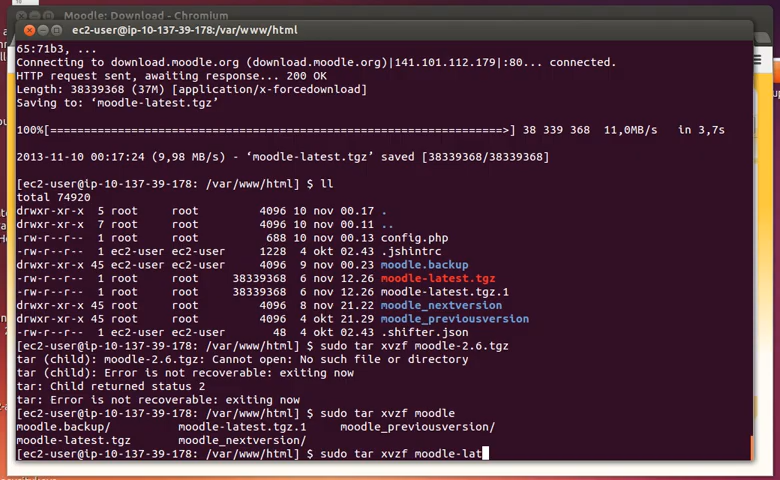 Moodle: Download - Chromium
ec2-user@ip-10-137-39-178: /var/www/html
65:71b3, ...
Connecting to download.moodle.org (download.moodle.org)|141.101.112.179|:80... connected.
HTTP request sent, awaiting response... 200 OK
Length: 38339368 (37M) [application/x-forcedownload]
Saving to: ‘moodle-latest.tgz’
100%[======================================================================>] 38 339 368 11,0MB/s in 3,7s
2013-11-10 00:17:24 (9,98 MB/s) - ‘moodle-latest.tgz’ saved [38339368/38339368]
[ec2-user@ip-10-137-39-178: /var/www/html] $ ll
total 74920
drwxr-xr-x 5 root root 4096 10 nov 00.17 .
drwxr-xr-x 7 root root 4096 10 nov 00.11 ..
-rw-r--r-- 1 root root 688 10 nov 00.13 config.php
-rw-r--r-- 1 ec2-user ec2-user 1228 4 okt 02.43 .jshintrc
drwxr-xr-x 45 ec2-user ec2-user 4096 9 nov 00.23 moodle.backup
-rw-r--r-- 1 root root 38339368 6 nov 12.26 moodle-latest.tgz
-rw-r--r-- 1 root root 38339368 6 nov 12.26 moodle-latest.tgz.1
drwxr-xr-x 45 root root 4096 8 nov 21.22 moodle_nextversion
drwxr-xr-x 45 root root 4096 4 okt 21.29 moodle_previousversion
-rw-r--r-- 1 ec2-user ec2-user 48 4 okt 02.43 .shifter.json
[ec2-user@ip-10-137-39-178: /var/www/html] $ sudo tar xvzf moodle-2.6.tgz
tar (child): moodle-2.6.tgz: Cannot open: No such file or directory
tar (child): Error is not recoverable: exiting now
tar: Child returned status 2
tar: Error is not recoverable: exiting now
[ec2-user@ip-10-137-39-178: /var/www/html] $ sudo tar xvzf moodle
moodle.backup/ moodle-latest.tgz.1 moodle_previousversion/
moodle-latest.tgz moodle_nextversion/
[ec2-user@ip-10-137-39-178: /var/www/html] $ sudo tar xvzf moodle-lat